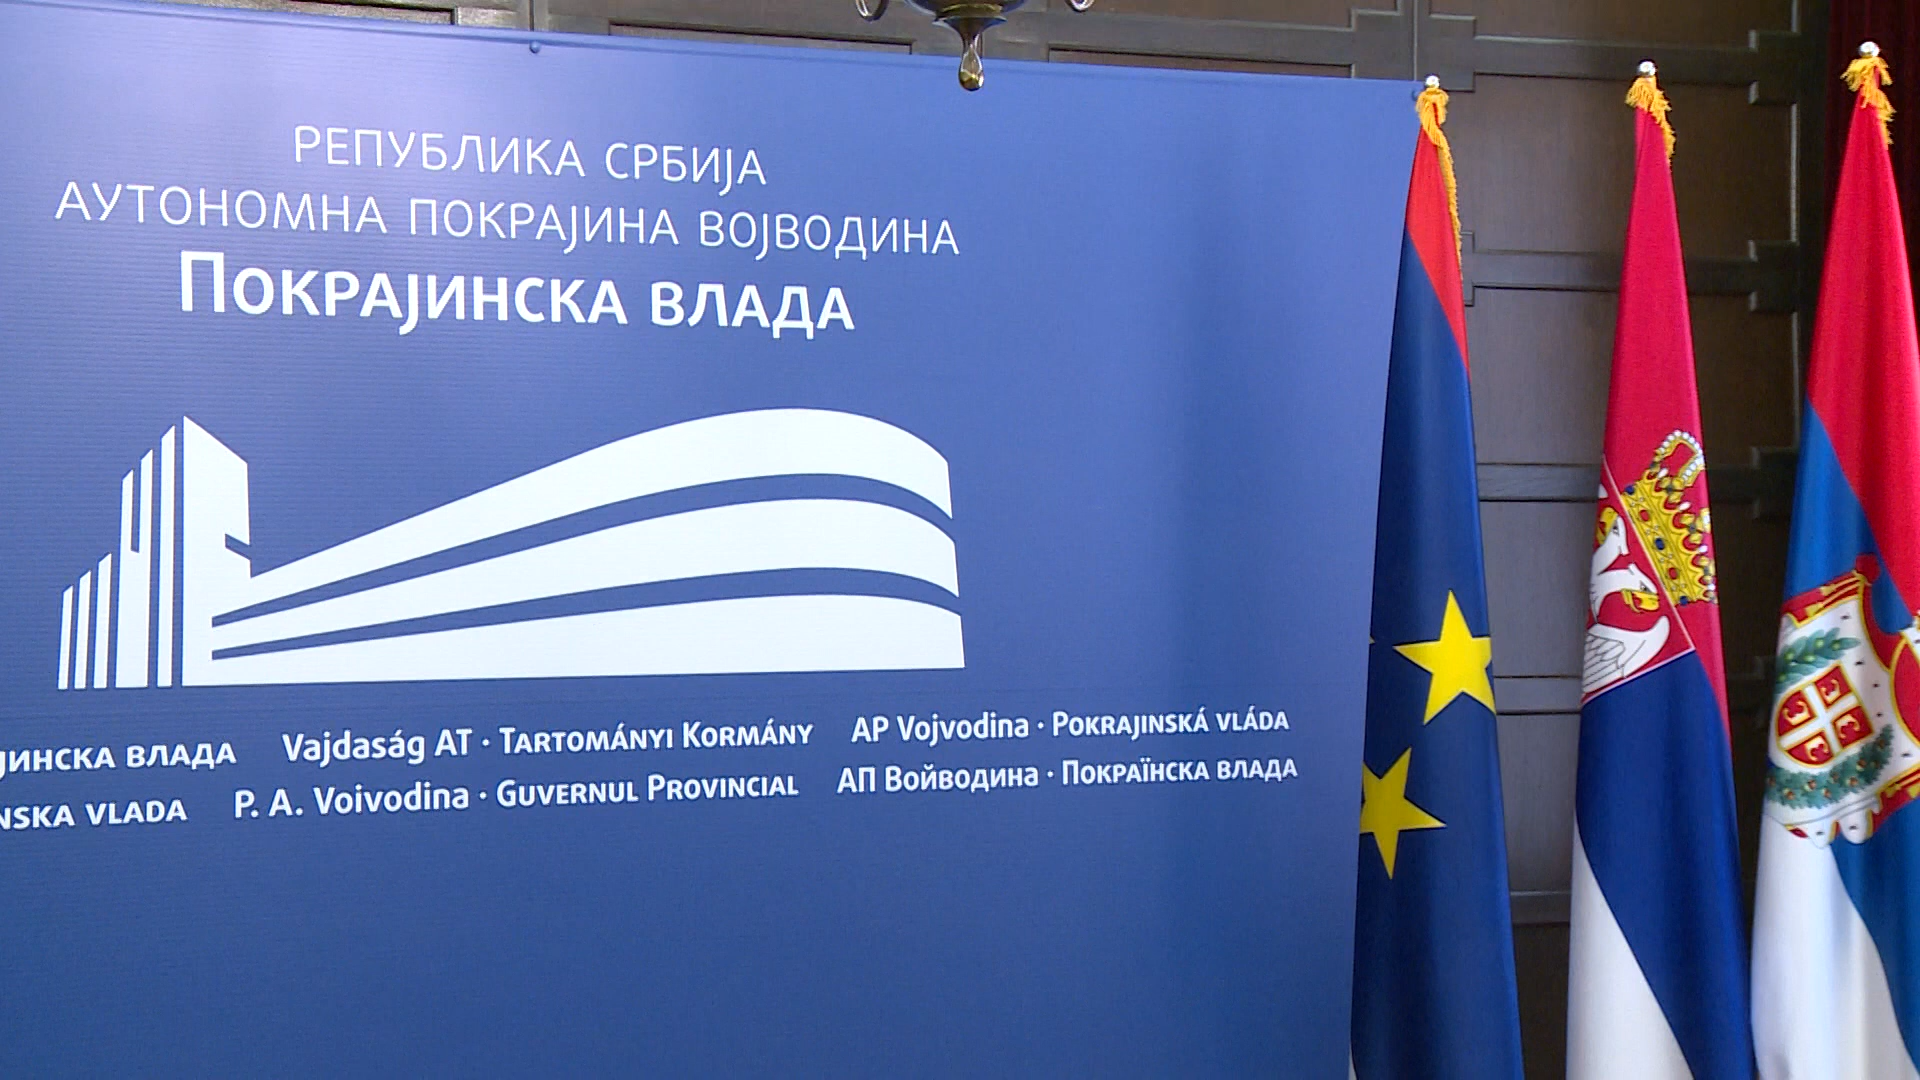 РЕПУБЛИКА СРБИЈА
АУТОНОМНА ПОКРАЈИНА ВОЈВОДИНА
ПОКРАЈИНСКА ВЛАДА
ЈИНСКА ВЛАДА Vajdaság AT · TARTOMÁNYI KORMÁNY AP Vojvodina · POKRAJINSKÁ VLÁDA
NSKA VLADA P. A. Voivodina · GUVERNUL PROVINCIAL АП Войводина · ПОКРАЇНСКА ВЛАДА